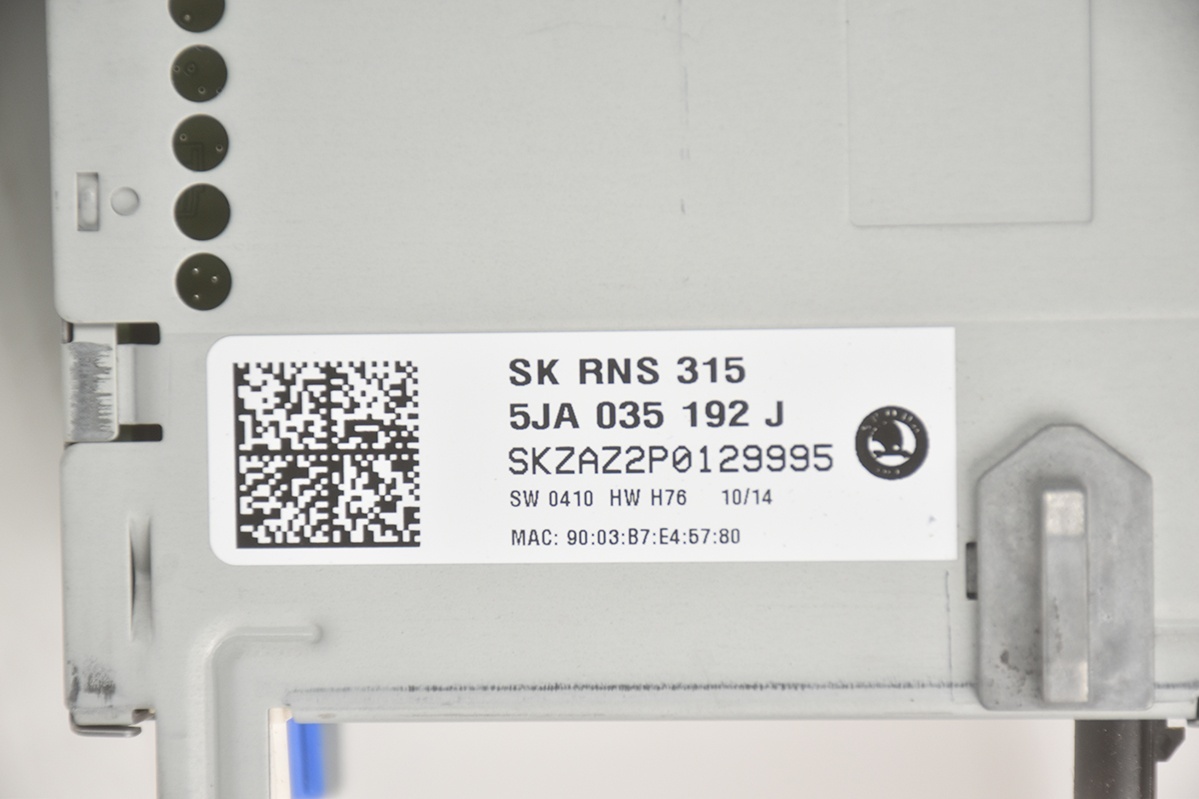 SK RNS 315
5JA 035 192 J
SKZAZ2P0129995
SW 0410 HW H76 10/14
MAC: 90:03:B7:E4:57:80